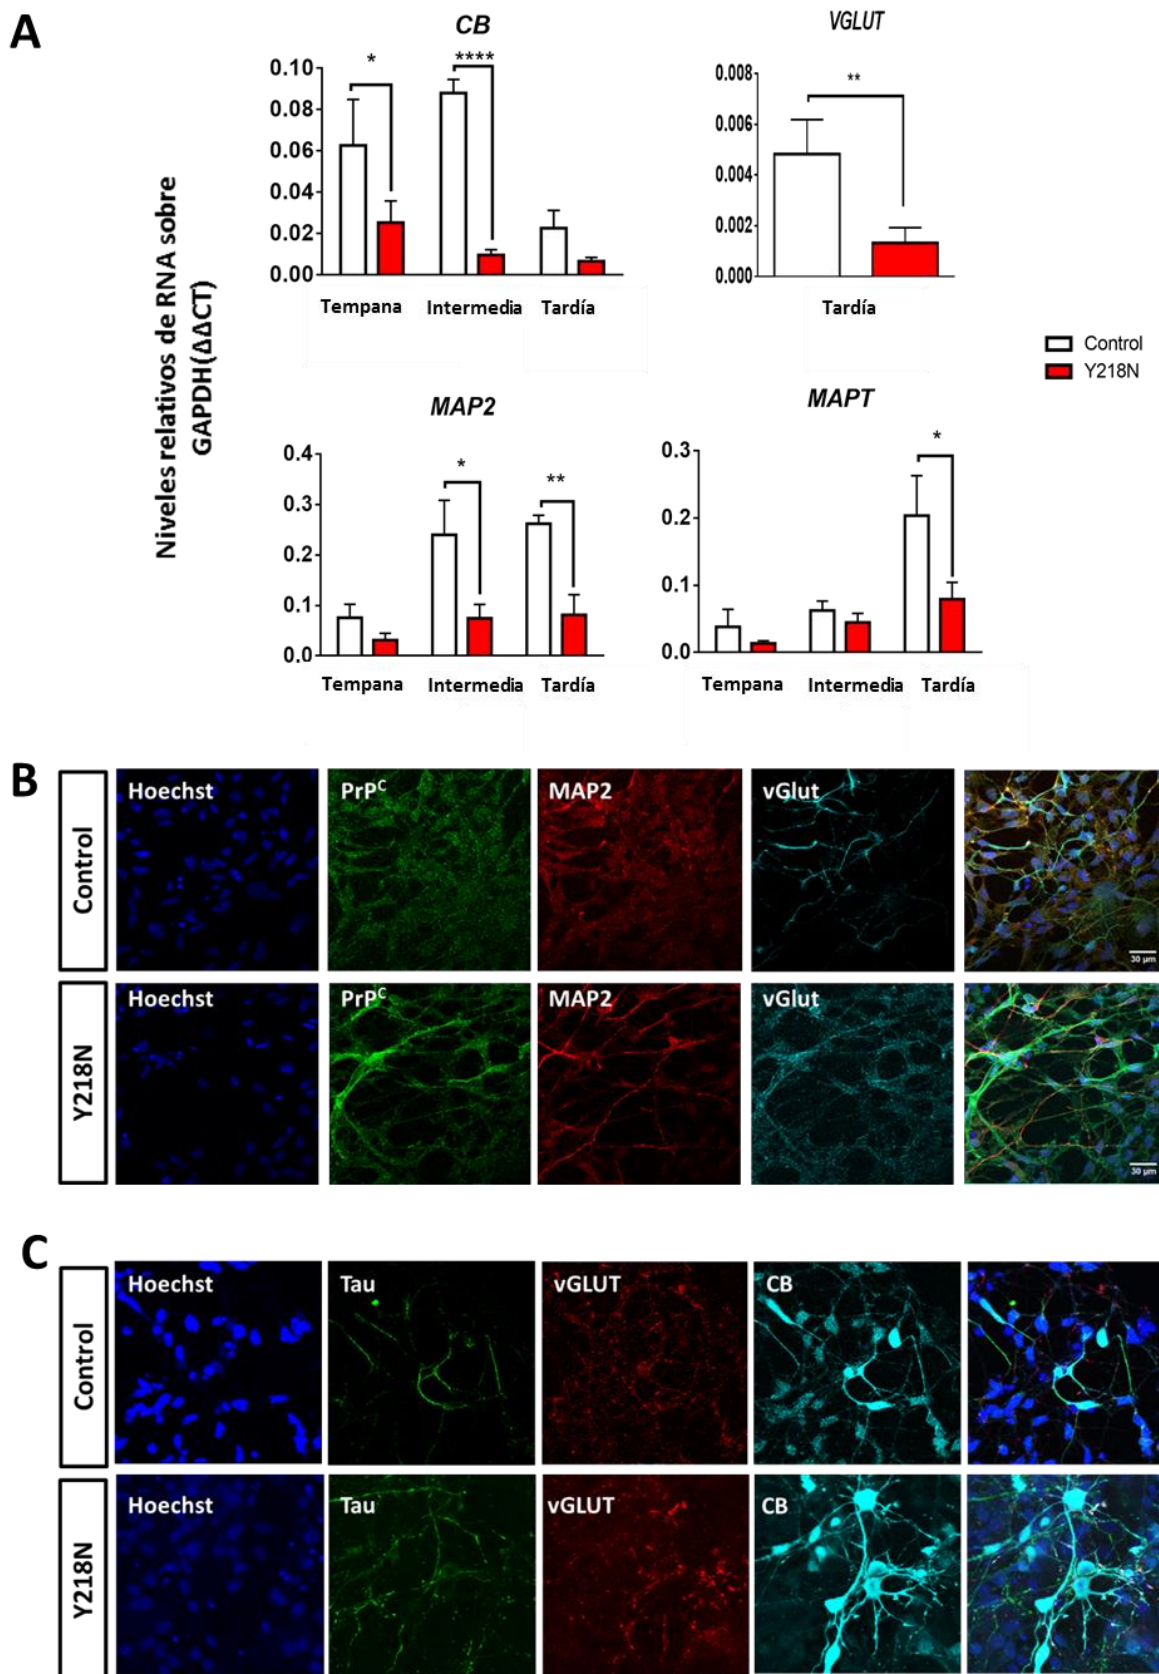 A
CB
VGLUT
Niveles relativos de RNA sobre
GAPDH(ΔΔCT)
*
****
0.10
0.08
0.06
0.04
0.02
0.00
Tempana
Intermedia
Tardía
**
0.008
0.006
0.004
0.002
0.000
Tardía
Control
Y218N
MAP2
MAPT
*
**
0.4
0.3
0.2
0.1
0.0
Tempana
Intermedia
Tardía
*
0.3
0.2
0.1
0.0
Tempana
Intermedia
Tardía
B
Control
Hoechst
PrPᶜ
MAP2
vGlut
30 µm
Y218N
Hoechst
PrPᶜ
MAP2
vGlut
30 µm
C
Control
Hoechst
Tau
vGLUT
CB
Y218N
Hoechst
Tau
vGLUT
CB